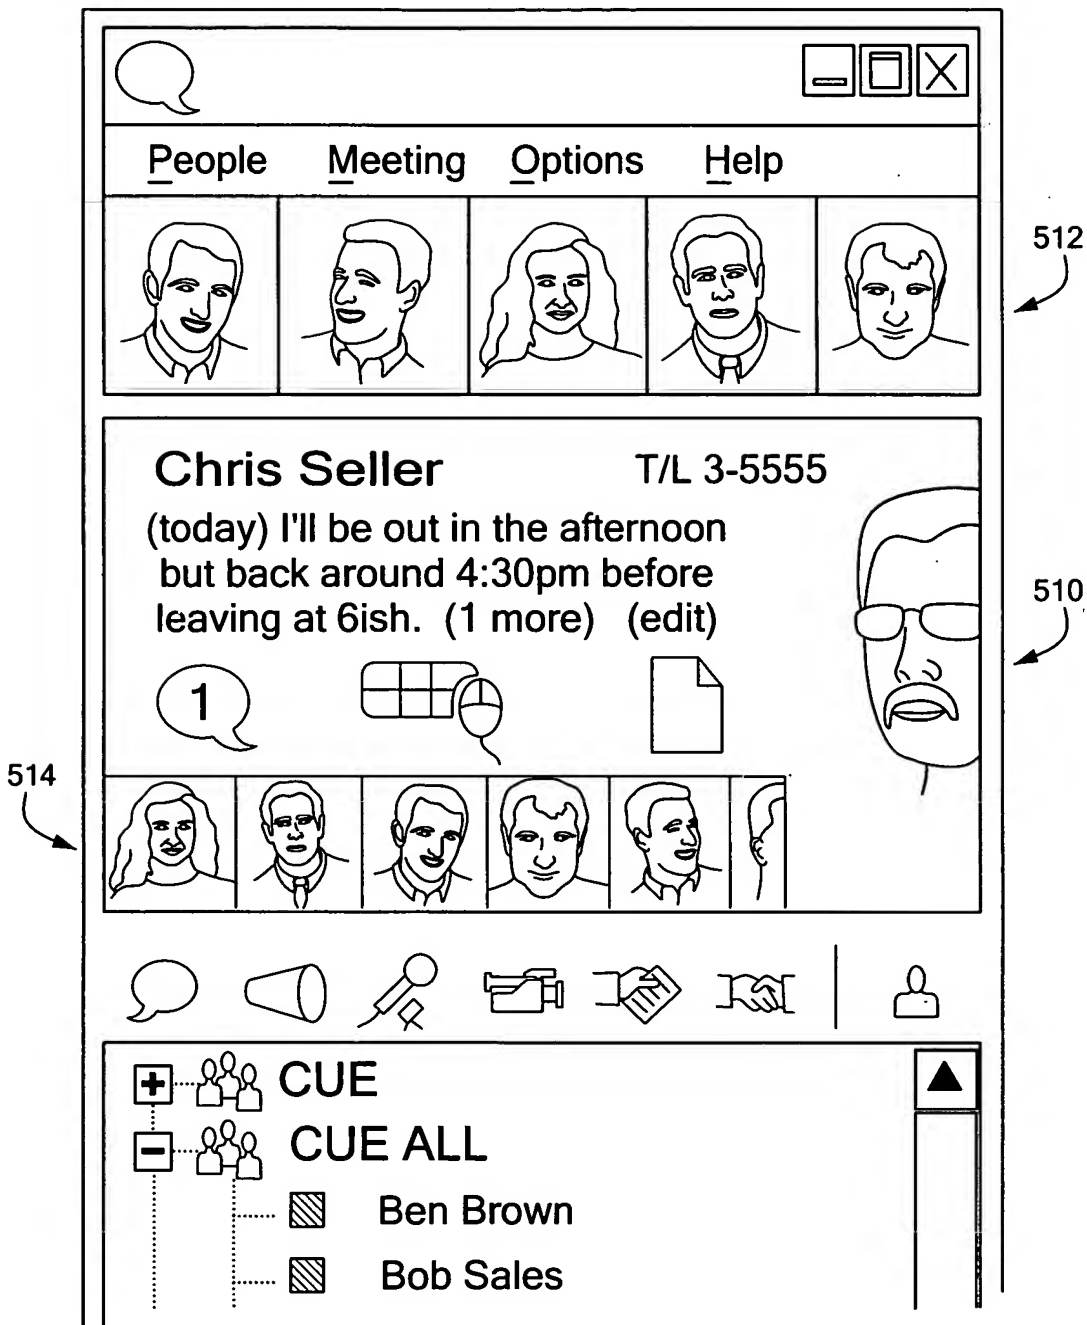 People Meeting Options Help
512
Chris Seller T/L 3-5555
(today) I'll be out in the afternoon
but back around 4:30pm before
leaving at 6ish. (1 more) (edit)
510
1
514
CUE
CUE ALL
Ben Brown
Bob Sales